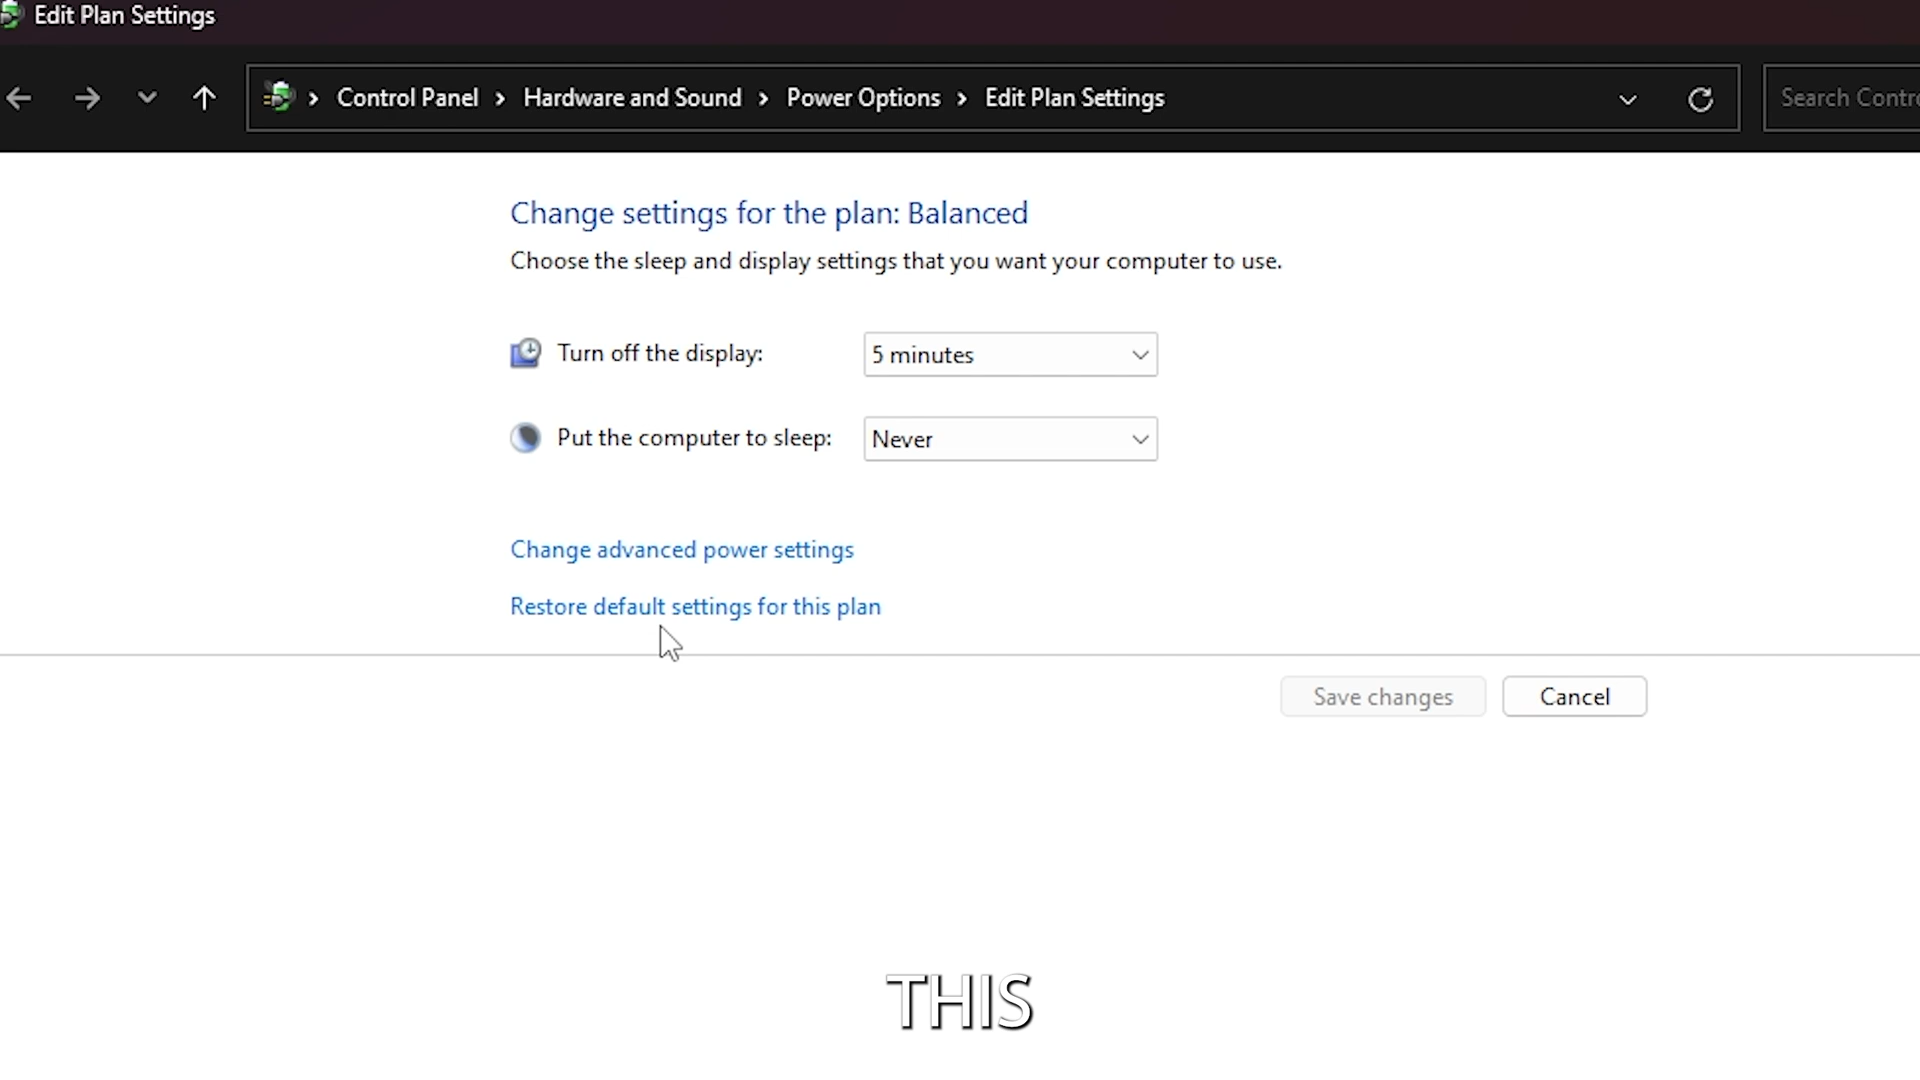 Edit Plan Settings
Control Panel > Hardware and Sound > Power Options > Edit Plan Settings
Search Contro
Change settings for the plan: Balanced
Choose the sleep and display settings that you want your computer to use.
Turn off the display: 5 minutes
Put the computer to sleep: Never
Change advanced power settings
Restore default settings for this plan
Save changes Cancel
THIS